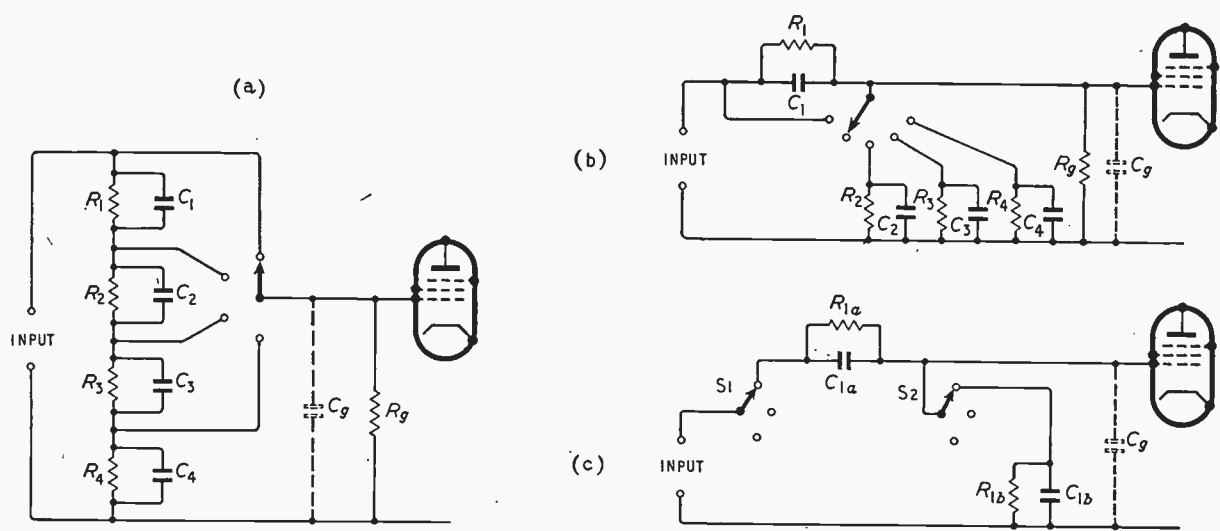 (a)
R1
C1
R2
C2
INPUT
R3
C3
R4
C4
Cg
Rg
(b)
R1
C1
INPUT
R2
C2
R3
C3
R4
C4
Rg
Cg
(c)
R1a
C1a
S1
S2
INPUT
R1b
C1b
Cg